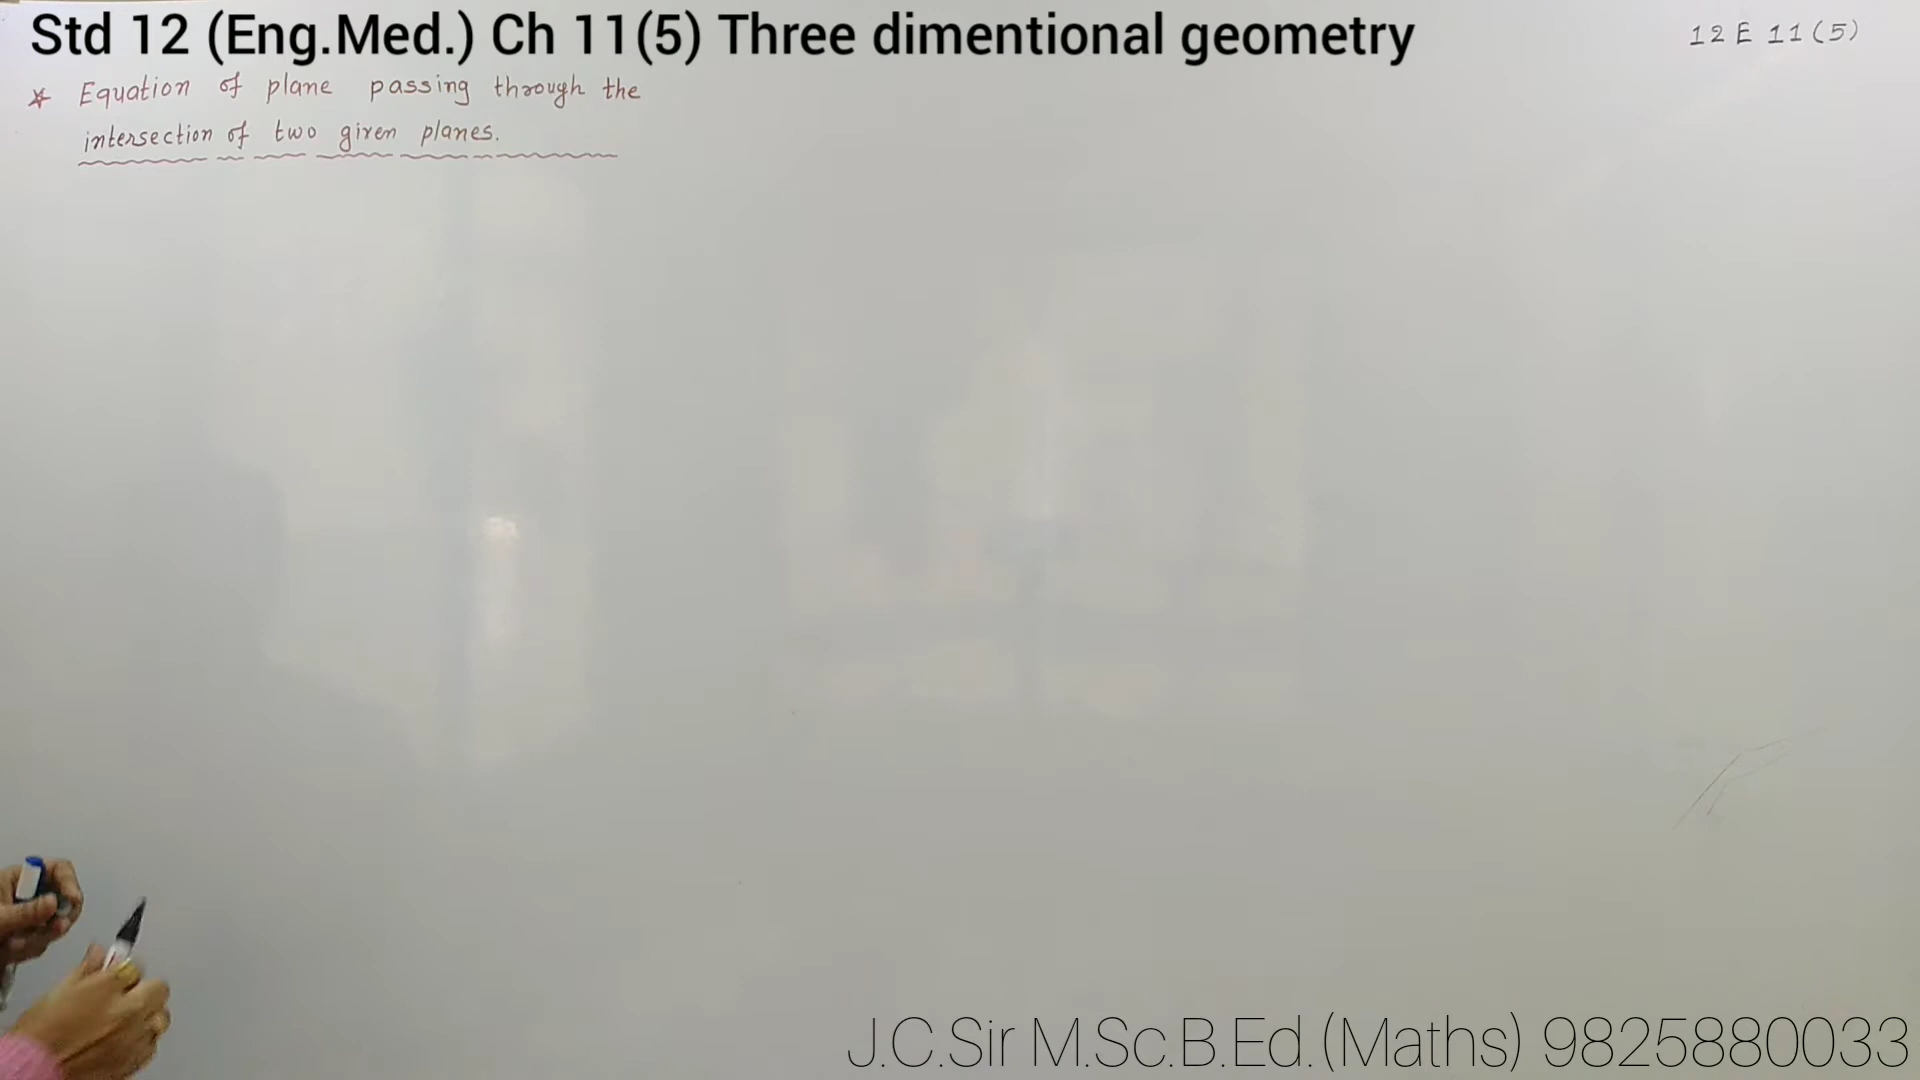 Std 12 (Eng.Med.) Ch 11(5) Three dimentional geometry
12 E 11 (5)
* Equation of plane passing through the
intersection of two given planes.
J.C.Sir M.Sc.B.Ed.(Maths) 9825880033